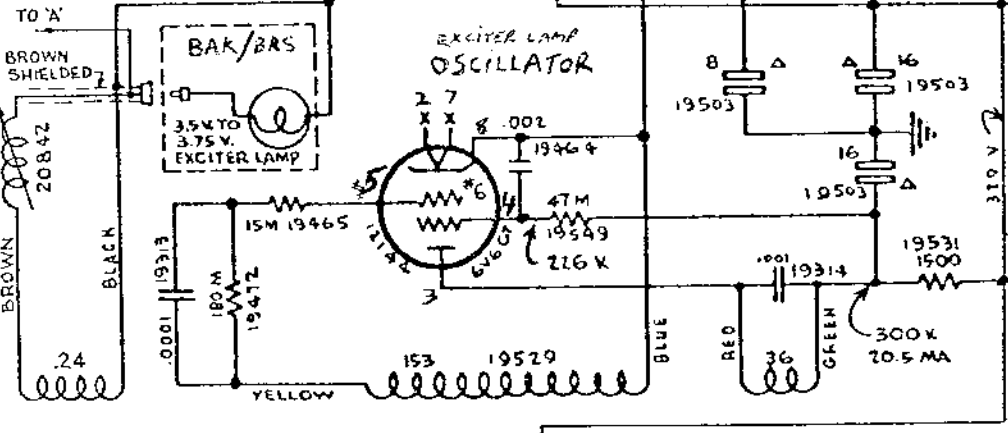 TO 'A'
BROWN
SHIELDED
BAK/BRS
3.5 V. TO
3.75 V.
EXCITER LAMP
20842
BROWN
BLACK
.24
EXCITER LAMP
OSCILLATOR
2 7
X X
8 .002
19464
5
*6
4
47M
19549
226 K
6V6GT
3
15M 19465
.0001 19313
180M
19472
YELLOW
153 19529
BLUE
8 Δ
19503
Δ 16
19503
16
19503 Δ
310 V
19531
1500
.001 19314
RED
GREEN
36
300 K
20.5 MA